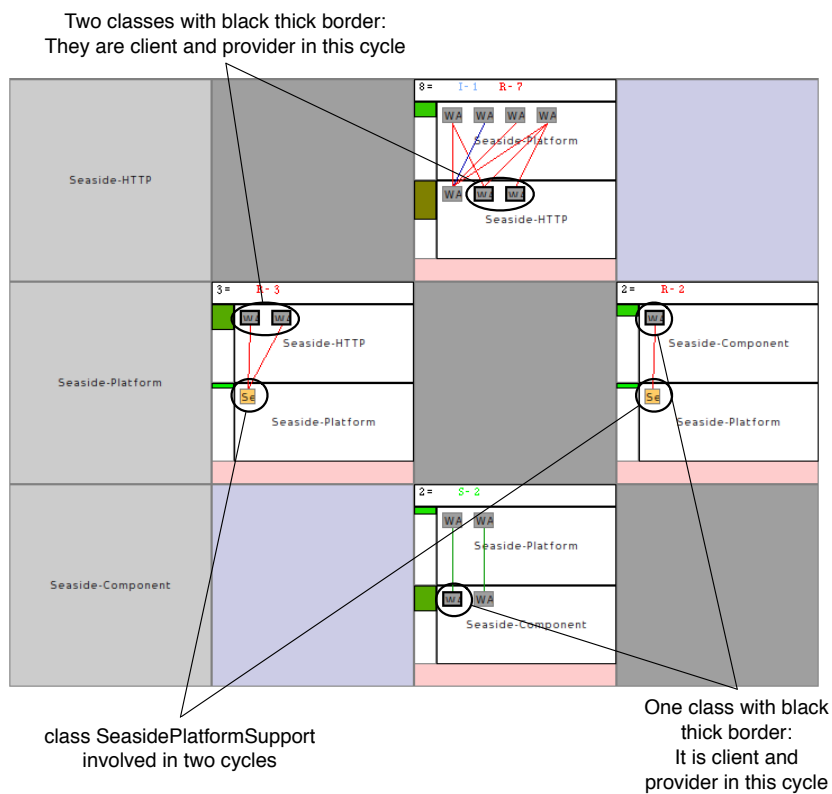 Two classes with black thick border:
They are client and provider in this cycle
8= I-1 R-7
WA WA WA WA
Seaside-Platform
Seaside-HTTP
WA WA WA
Seaside-HTTP
3= R-3
2= R-2
WA WA
WA
Seaside-HTTP
Seaside-Component
Seaside-Platform
Se
Se
Seaside-Platform
Seaside-Platform
2= S-2
WA WA
Seaside-Platform
Seaside-Component
WA WA
Seaside-Component
class SeasidePlatformSupport
involved in two cycles
One class with black
thick border:
It is client and
provider in this cycle